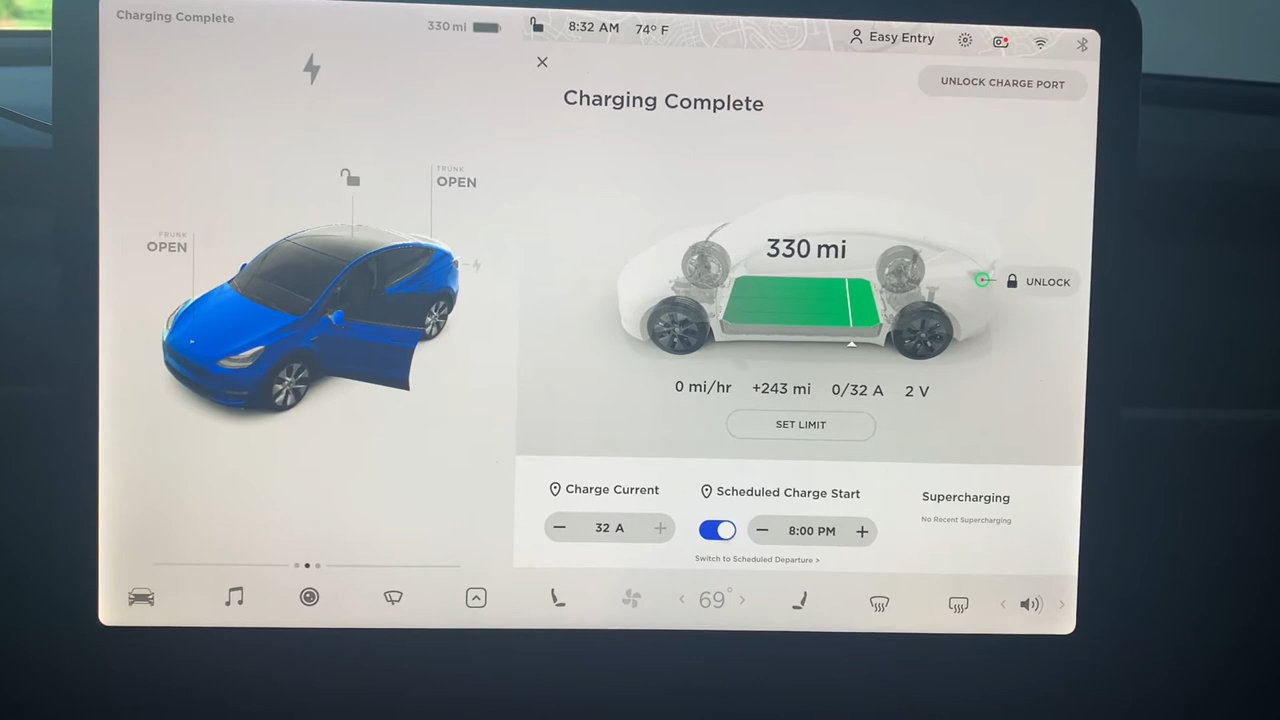 Charging Complete
330 mi
8:32 AM 74° F
Easy Entry
UNLOCK CHARGE PORT
Charging Complete
TRUNK
OPEN
FRUNK
OPEN
330 mi
UNLOCK
0 mi/hr +243 mi 0/32 A 2 V
SET LIMIT
Charge Current
32 A
Scheduled Charge Start
8:00 PM
Switch to Scheduled Departure >
Supercharging
No Recent Supercharging
69°